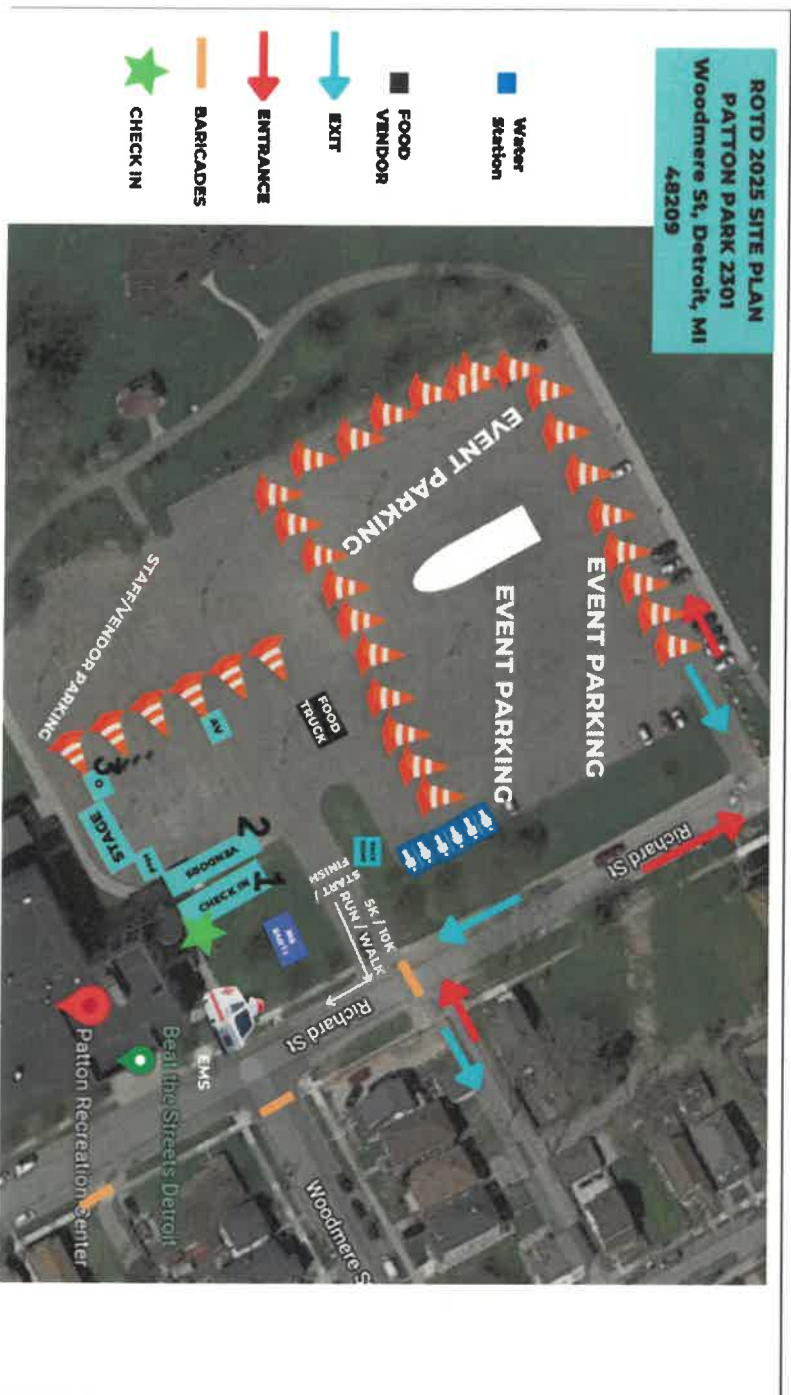 ROTD 2025 SITE PLAN
PATTON PARK 2301
Woodmere St, Detroit, MI
48209
Water
Station
FOOD
VENDOR
EXIT
ENTRANCE
BARICADES
CHECK IN
EVENT PARKING
EVENT PARKING
EVENT PARKING
STAFF/VENDOR PARKING
FOOD
TRUCK
AV
STAGE
VENDORS
2
CHECK IN
1
START /
FINISH
5K / 10K
RUN / WALK
Richard St
Richard St
EMS
Woodmere S
Beat the Streets Detroit
Patton Recreation Center